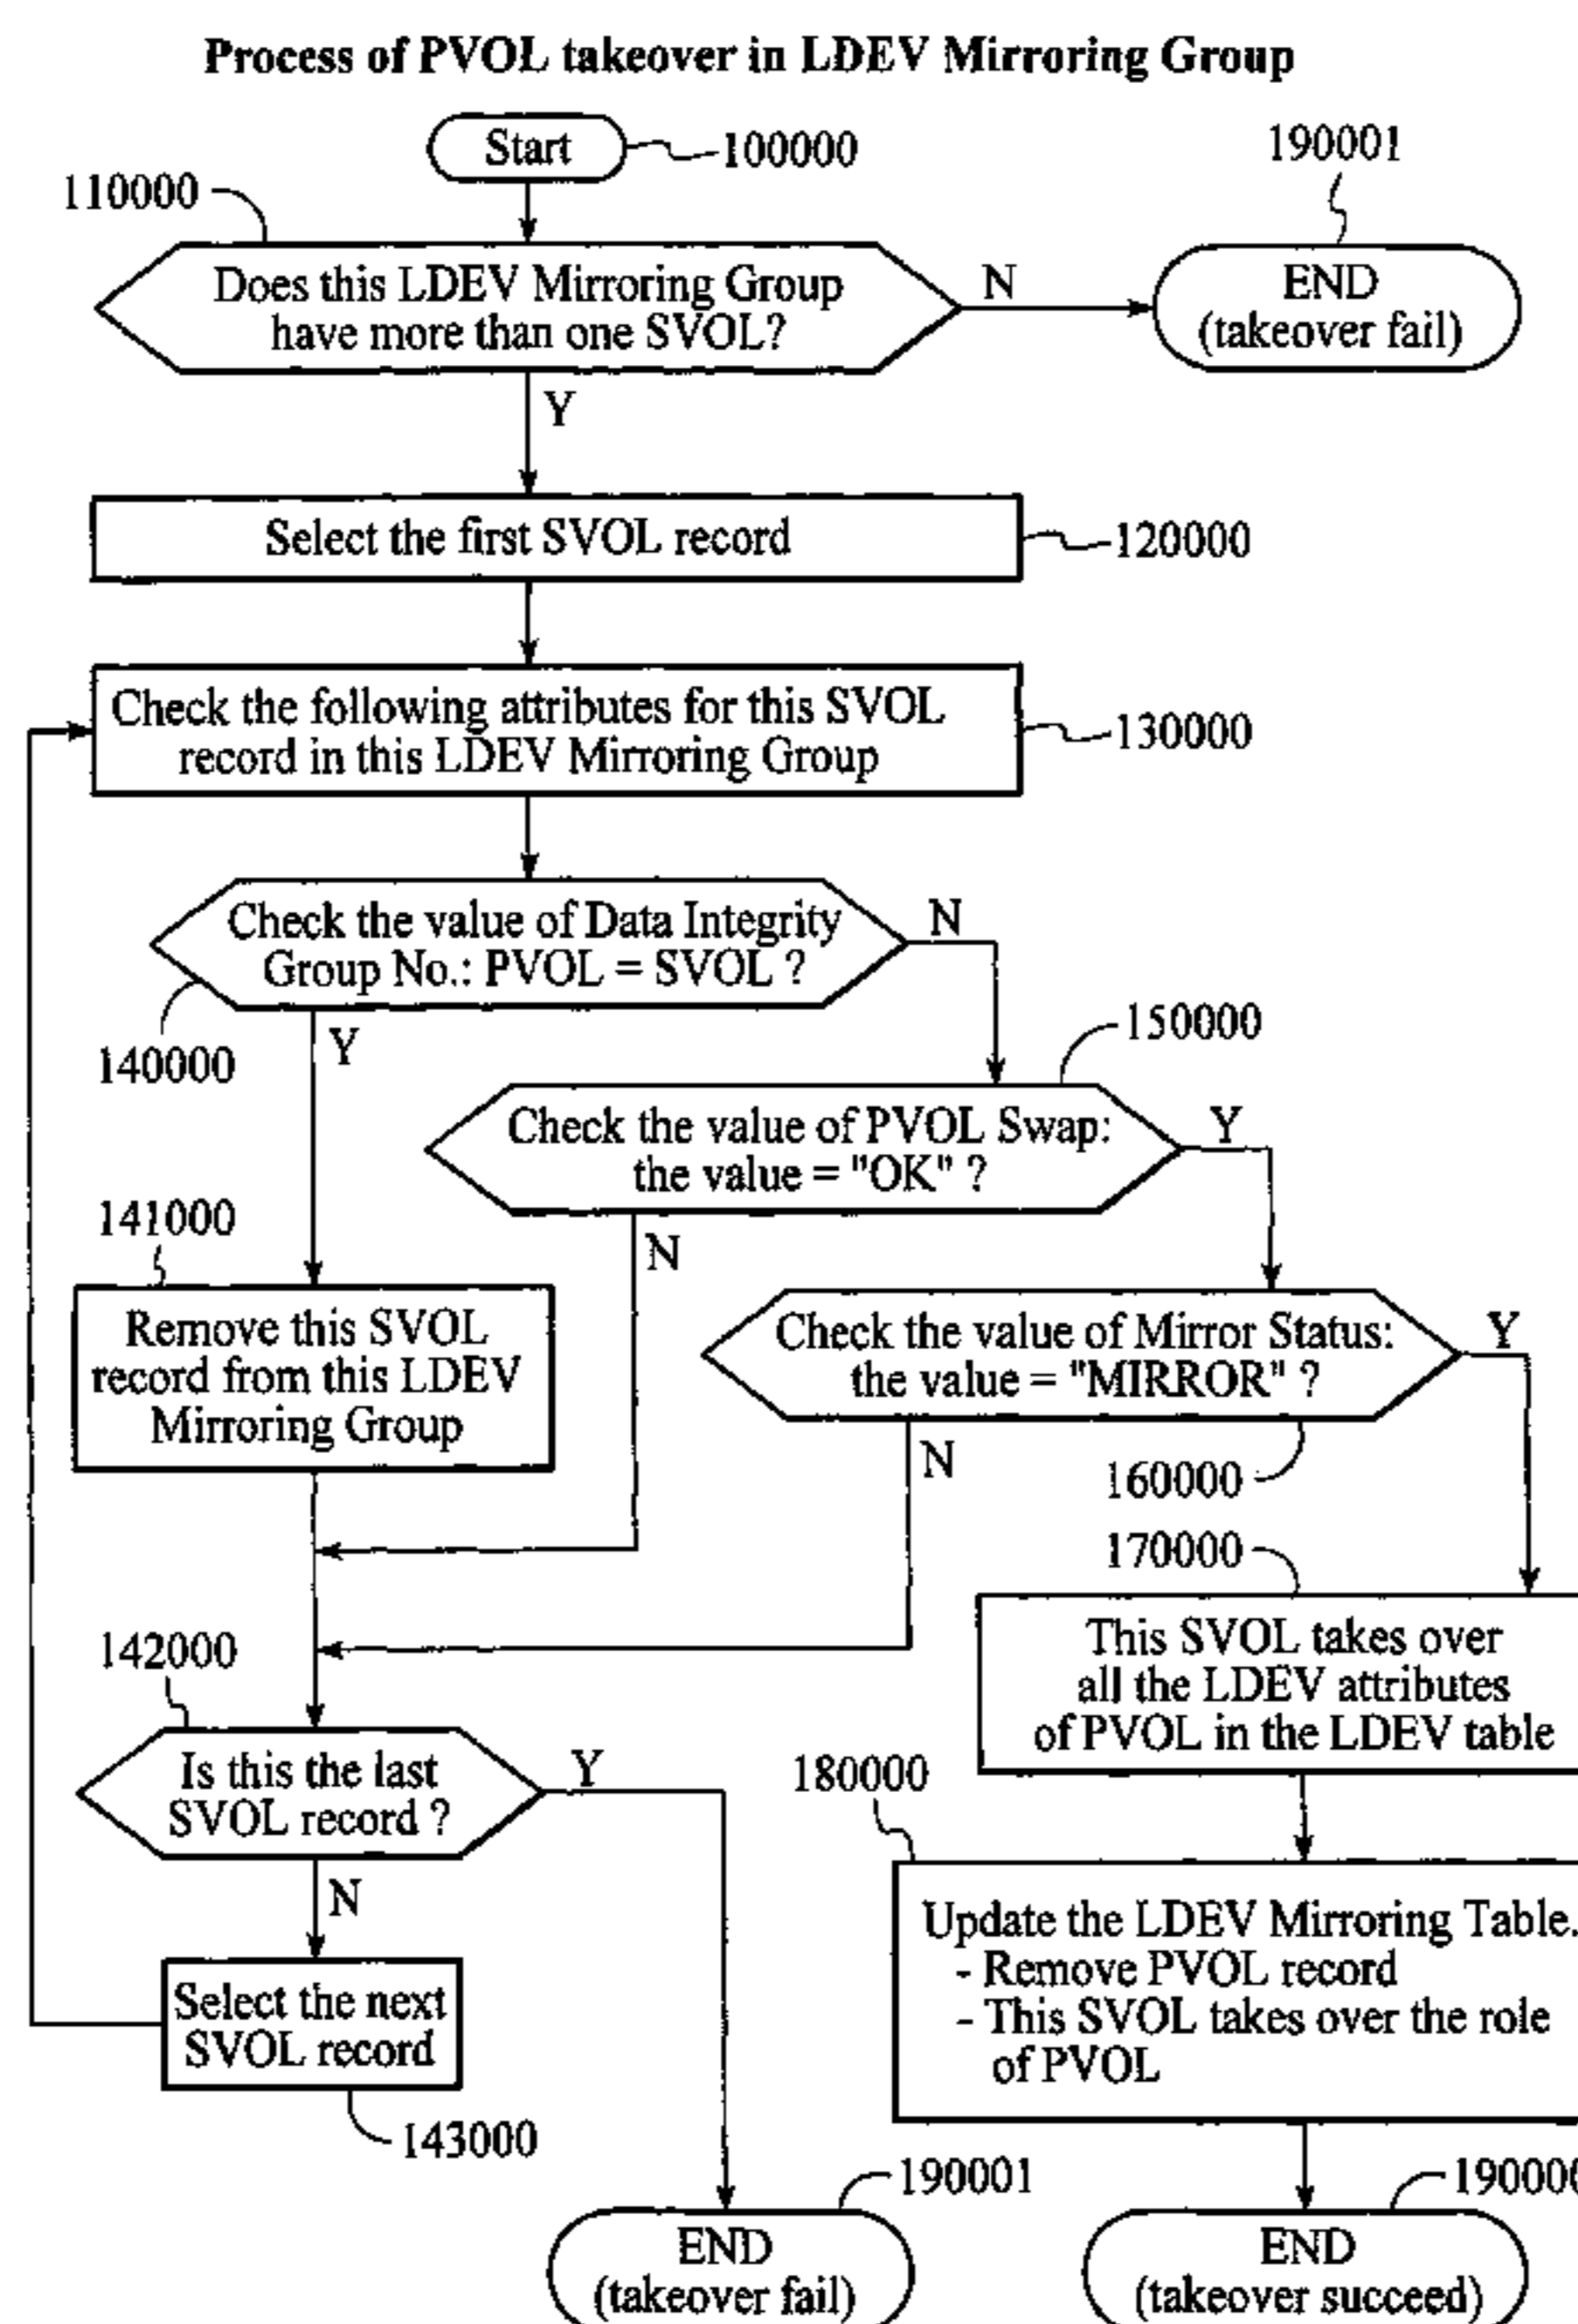 Process of PVOL takeover in LDEV Mirroring Group
Start
100000
190001
110000
Does this LDEV Mirroring Group
have more than one SVOL?
N
END
(takeover fail)
Y
Select the first SVOL record
120000
Check the following attributes for this SVOL
record in this LDEV Mirroring Group
130000
Check the value of Data Integrity
Group No.: PVOL = SVOL ?
N
140000
Y
150000
Check the value of PVOL Swap:
the value = "OK" ?
Y
N
141000
Remove this SVOL
record from this LDEV
Mirroring Group
Check the value of Mirror Status:
the value = "MIRROR" ?
Y
N
160000
170000
This SVOL takes over
all the LDEV attributes
of PVOL in the LDEV table
142000
Is this the last
SVOL record ?
Y
N
180000
Update the LDEV Mirroring Table.
- Remove PVOL record
- This SVOL takes over the role
of PVOL
Select the next
SVOL record
143000
190001
END
(takeover fail)
190000
END
(takeover succeed)